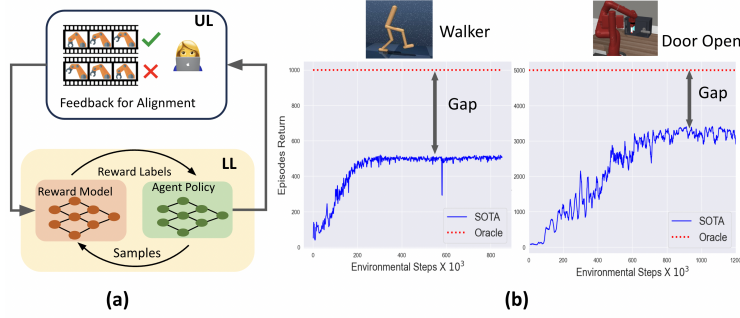 UL
Feedback for Alignment
LL
Reward Labels
Reward Model
Agent Policy
Samples
(a)
Walker
Episodes Return
1000
800
600
400
200
0
Gap
SOTA
Oracle
0
200
400
600
800
Environmental Steps X 10³
Door Open
5000
4000
3000
2000
1000
0
Gap
SOTA
Oracle
0
200
400
600
800
1000
1200
Environmental Steps X 10³
(b)